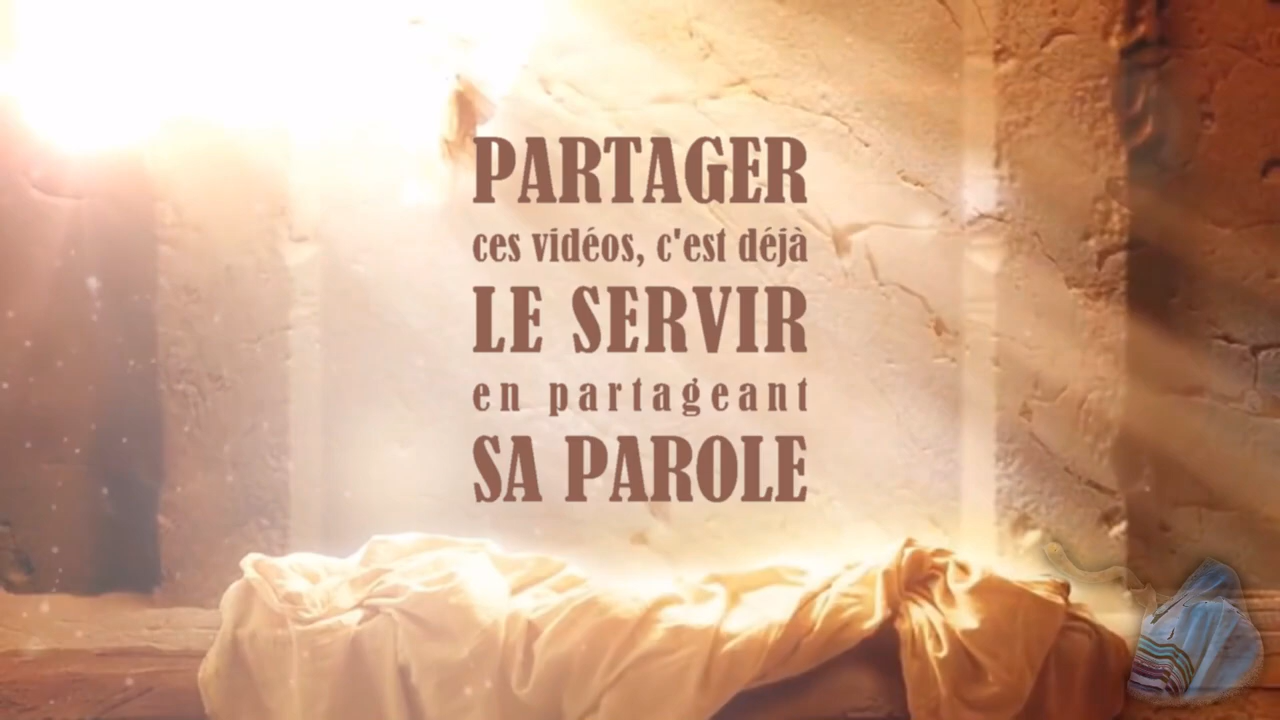 PARTAGER
ces vidéos, c'est déjà
LE SERVIR
en partageant
SA PAROLE